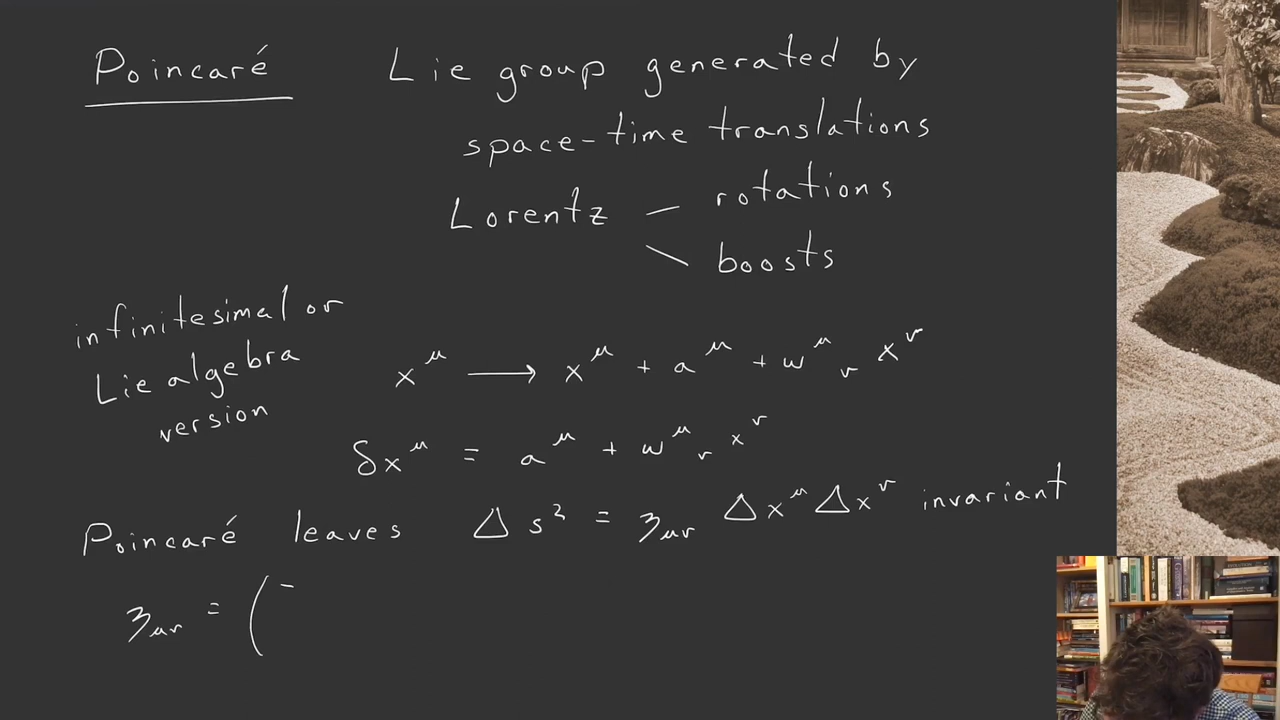 Poincaré Lie group generated by
space-time translations
Lorentz — rotations
\ boosts
infinitesimal or
Lie algebra
version
x^μ → x^μ + a^μ + ω^μ_ν x^ν
δx^μ = a^μ + ω^μ_ν x^ν
Poincaré leaves Δs² = η_μν Δx^μ Δx^ν invariant
η_μν = ( −